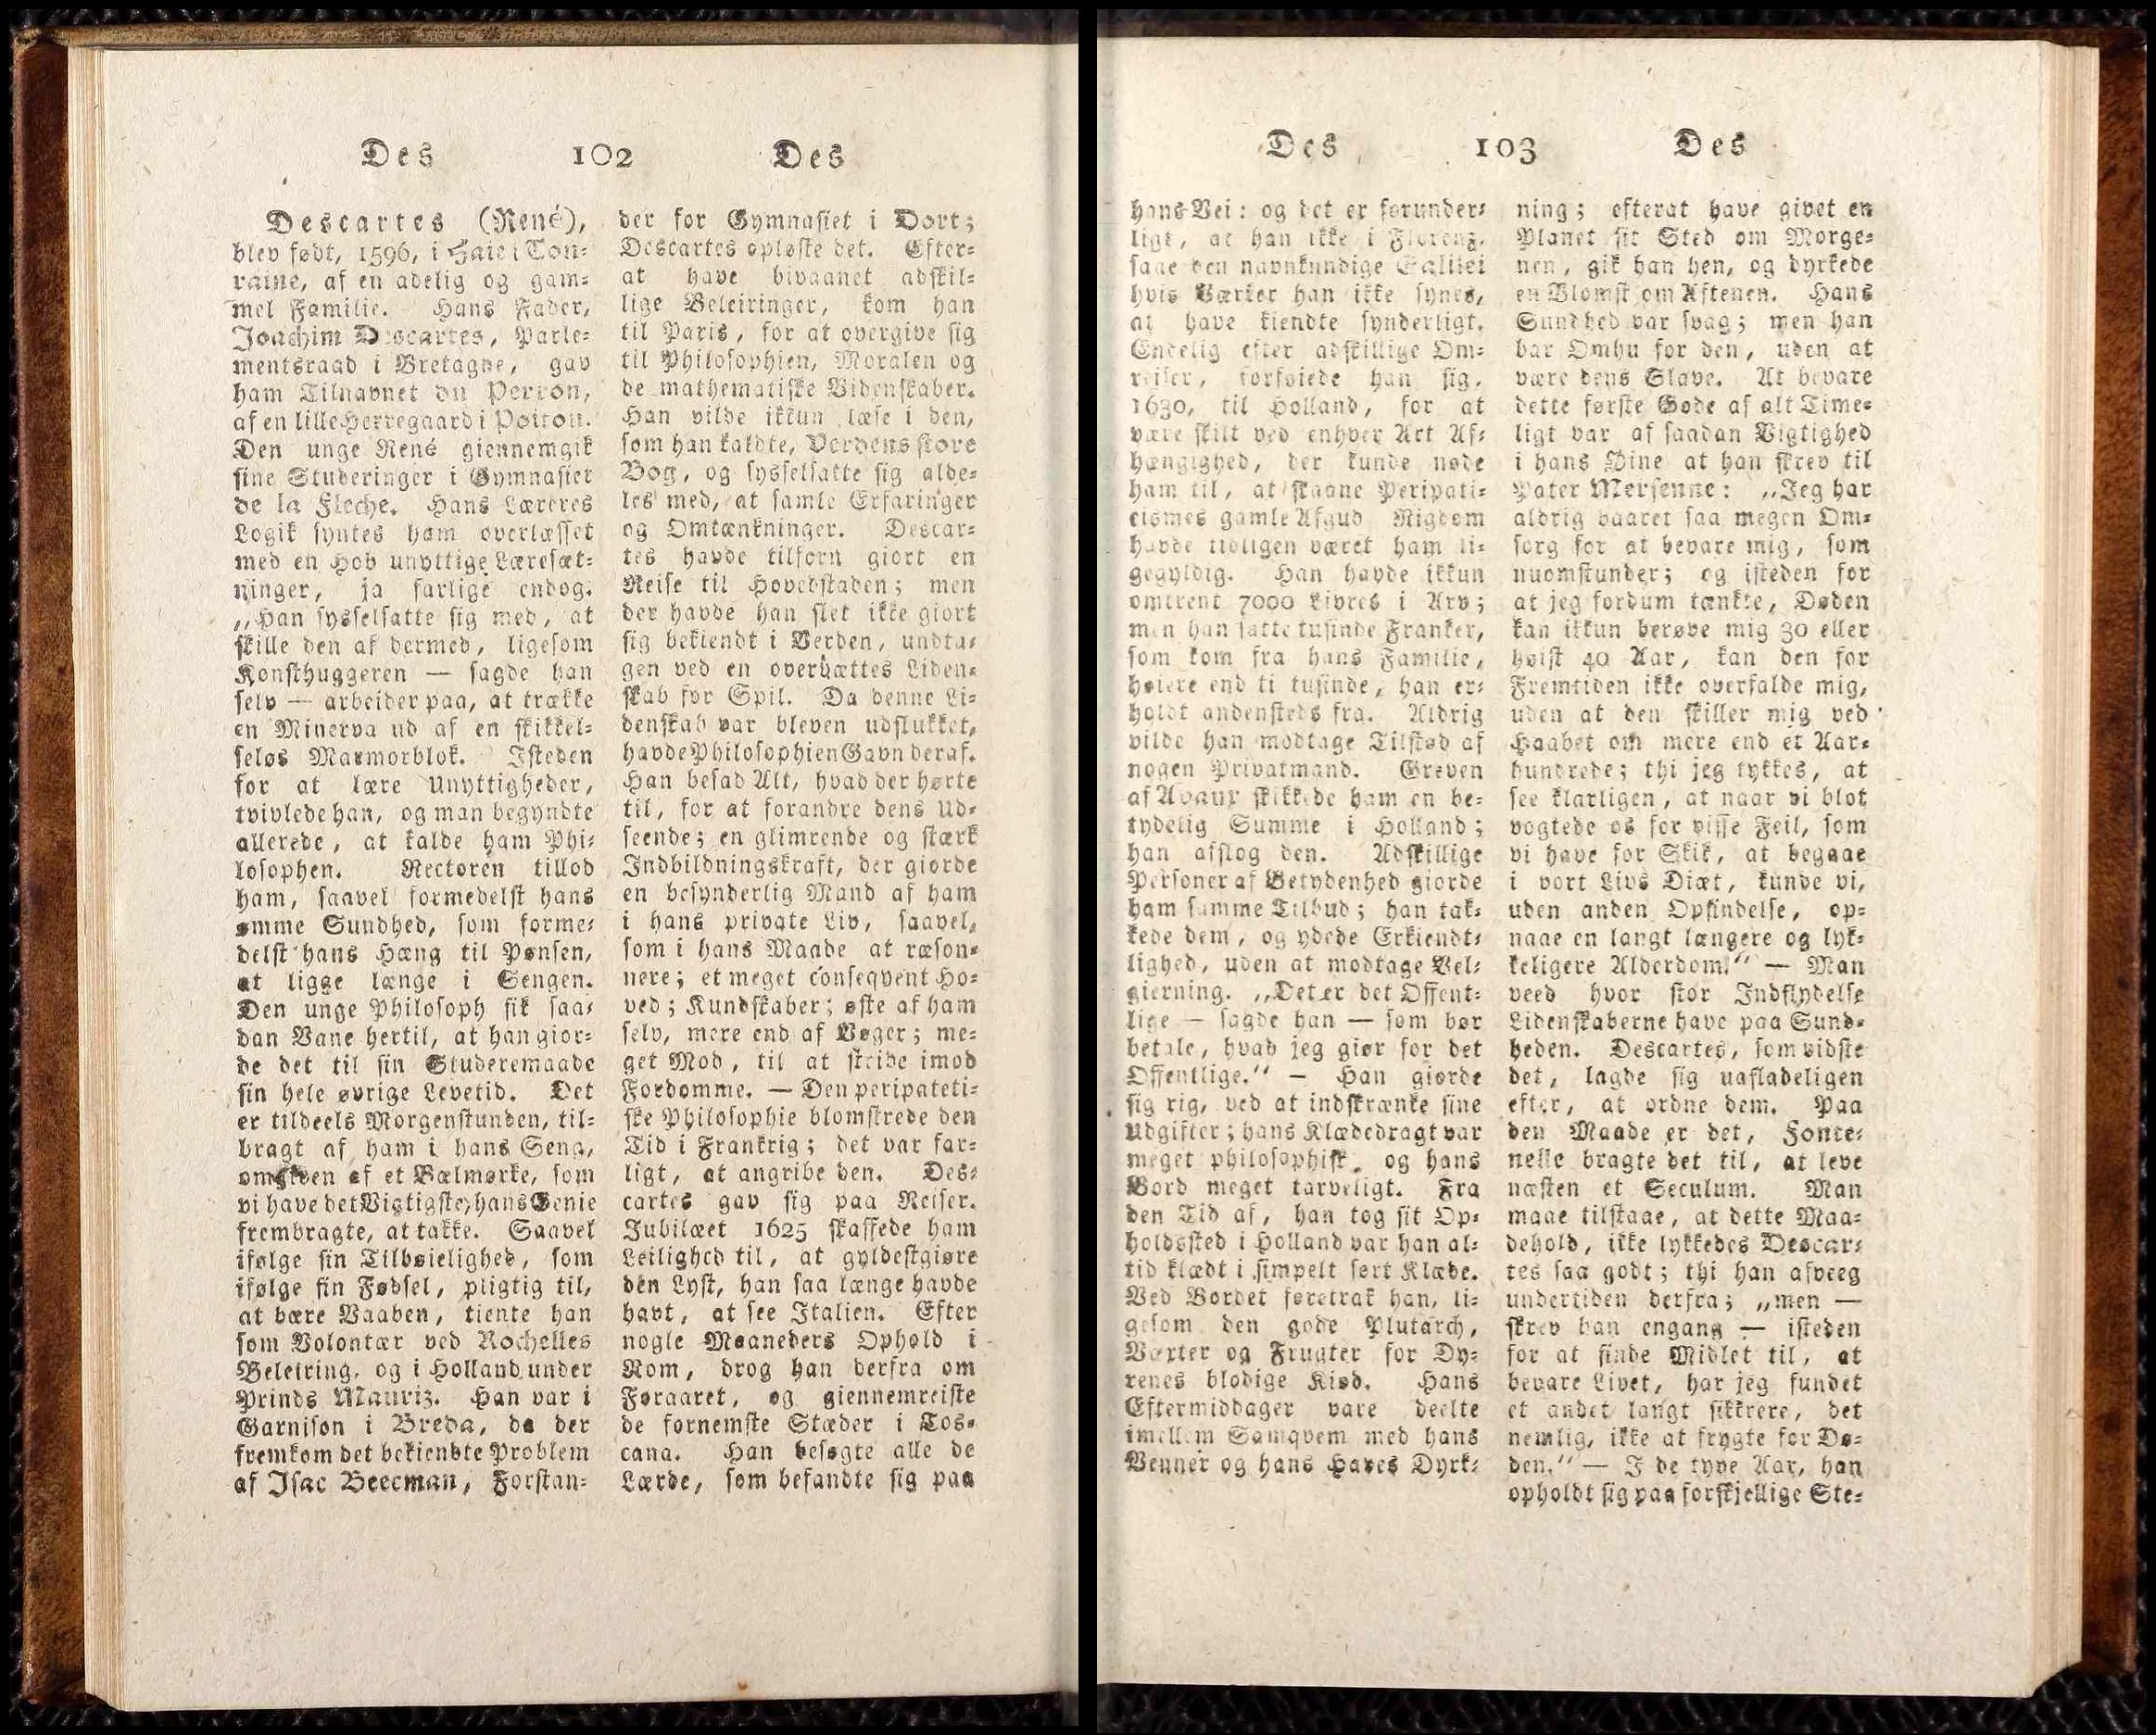 Des 102 Des
Descartes (René),
blev født, 1596, i Haie i Tou-
raine, af en adelig og gam-
mel Familie. Hans Fader,
Joachim Descartes, Parle-
mentsraad i Bretagne, gav
ham Tilnavnet du Perron,
af en lille Herregaard i Poitou.
Den unge René giennemgik
sine Studeringer i Gymnasiet
de la Fleche. Hans Læreres
Logik syntes ham overlæsset
med en Hob unyttige Læresæt-
ninger, ja farlige endog.
„Han sysselsatte sig med, at
skille den af dermed, ligesom
Konsthuggeren — sagde han
selv — arbeider paa, at trække
en Minerva ud af en skikkel-
seløs Marmorblok. Isteden
for at lære Unyttigheder,
tvivlede han, og man begyndte
allerede, at kalde ham Phi-
losophen. Rectoren tillod
ham, saavel formedelst hans
ømme Sundhed, som forme-
delst hans Hæng til Pønsen,
at ligge længe i Sengen.
Den unge Philosoph fik saa-
dan Vane hertil, at han gior-
de det til sin Studeremaade
sin hele øvrige Levetid. Det
er tildeels Morgenstunden, til-
bragt af ham i hans Seng,
omgiven af et Bælmørke, som
vi have det Vigtigste, hans Genie
frembragte, at takke. Saavel
ifølge sin Tilbøielighed, som
ifølge sin Fødsel, pligtig til,
at bære Vaaben, tiente han
som Volontær ved Rochelles
Beleiring, og i Holland under
Prinds Mauriz. Han var i
Garnison i Breda, da der
fremkom det bekiendte Problem
af Isac Beecman, Forstan-
der for Gymnasiet i Dort;
Descartes opløste det. Efter-
at have bivaanet adskil-
lige Beleiringer, kom han
til Paris, for at overgive sig
til Philosophien, Moralen og
de mathematiske Videnskaber.
Han vilde ikkun læse i den,
som han kaldte, Verdens store
Bog, og sysselsatte sig alde-
les med, at samle Erfaringer
og Omtænkninger. Descar-
tes havde tilforn giort en
Reise til Hovedstaden; men
der havde han slet ikke giort
sig bekiendt i Verden, undta-
gen ved en overvættes Liden-
skab for Spil. Da denne Li-
denskab var bleven udslukket,
havde Philosophien Gavn deraf.
Han besad Alt, hvad der hørte
til, for at forandre dens Ud-
seende; en glimrende og stærk
Indbildningskraft, der giorde
en besynderlig Mand af ham
i hans private Liv, saavel,
som i hans Maade at ræson-
nere; et meget conseqvent Ho-
ved; Kundskaber; øste af ham
selv, mere end af Bøger; me-
get Mod, til at stride imod
Fordomme. — Den peripateti-
ske Philosophie blomstrede den
Tid i Frankrig; det var far-
ligt, at angribe den. Des-
cartes gav sig paa Reiser.
Jubilæet 1625 skaffede ham
Leilighed til, at gyldestgiøre
den Lyst, han saa længe havde
havt, at see Italien. Efter
nogle Maaneders Ophold i
Rom, drog han derfra om
Foraaret, og giennemreiste
de fornemste Stæder i Tos-
cana. Han besøgte alle de
Lærde, som befandte sig paa
Des 103 Des
hans Vei: og det er forunder-
ligt, at han ikke i Florenz,
saae den navnkundige Galilei
hvis Værker han ikke synes,
at have kiendte synderligt.
Endelig efter adskillige Om-
reiser, forføiede han sig,
1630, til Holland, for at
være skilt ved enhver Art Af-
hængighed, der kunde nøde
ham til, at skaane Peripati-
cismes gamle Afgud Rigdom
havde tidligen været ham li-
gegyldig. Han havde ikkun
omtrent 7000 Livres i Arv;
men han satte tusinde Franker,
som kom fra hans Familie,
høiere end ti tusinde, han er-
holdt andensteds fra. Aldrig
vilde han modtage Tilstød af
nogen Privatmand. Greven
af Avaux skikkede ham en be-
tydelig Summe i Holland;
han afslog den. Adskillige
Personer af Betydenhed giorde
ham samme Tilbud; han tak-
kede dem, og ydede Erkiendt-
lighed, uden at modtage Vel-
gierning. „Det er det Offent-
lige — sagde han — som bør
betale, hvad jeg giør for det
Offentlige.“ — Han giorde
sig rig, ved at indskrænke sine
Udgifter; hans Klædedragt var
meget philosophisk, og hans
Bord meget tarveligt. Fra
den Tid af, han tog sit Op-
holdssted i Holland var han al-
tid klædt i simpelt sort Klæde.
Ved Bordet foretrak han, li-
gesom den gode Plutarch,
Vexter og Frugter for Dy-
renes blodige Kiød. Hans
Eftermiddager vare deelte
imellem Samqvem med hans
Venner og hans Haves Dyrk-
ning; efterat have givet en
Planet sit Sted om Morge-
nen, gik han hen, og dyrkede
en Blomst om Aftenen. Hans
Sundhed var svag; men han
bar Omhu for den, uden at
være dens Slave. At bevare
dette første Gode af alt Time-
ligt var af saadan Vigtighed
i hans Øine at han skrev til
Pater Mersenne: „Jeg har
aldrig baaret saa megen Om-
sorg for at bevare mig, som
nuomstunder; og isteden for
at jeg fordum tænkte, Døden
kan ikkun berøve mig 30 eller
høist 40 Aar, kan den for
Fremtiden ikke overfalde mig,
uden at den skiller mig ved
Haabet om mere end et Aar-
hundrede; thi jeg tykkes, at
see klarligen, at naar vi blot
vogtede os for visse Feil, som
vi have for Skik, at begaae
i vort Livs Diæt, kunde vi,
uden anden Opfindelse, op-
naae en langt længere og lyk-
keligere Alderdom.“ — Man
veed hvor stor Indflydelse
Lidenskaberne have paa Sund-
heden. Descartes, som vidste
det, lagde sig uafladeligen
efter, at ordne dem. Paa
den Maade er det, Fonte-
nelle bragte det til, at leve
næsten et Seculum. Man
maae tilstaae, at dette Maa-
dehold, ikke lykkedes Descar-
tes saa godt; thi han afveeg
undertiden derfra; „men —
skrev han engang — isteden
for at finde Midlet til, at
bevare Livet, har jeg fundet
et andet langt sikkrere, det
nemlig, ikke at frygte for Dø-
den.“ — I de tyve Aar, han
opholdt sig paa forskjellige Ste-